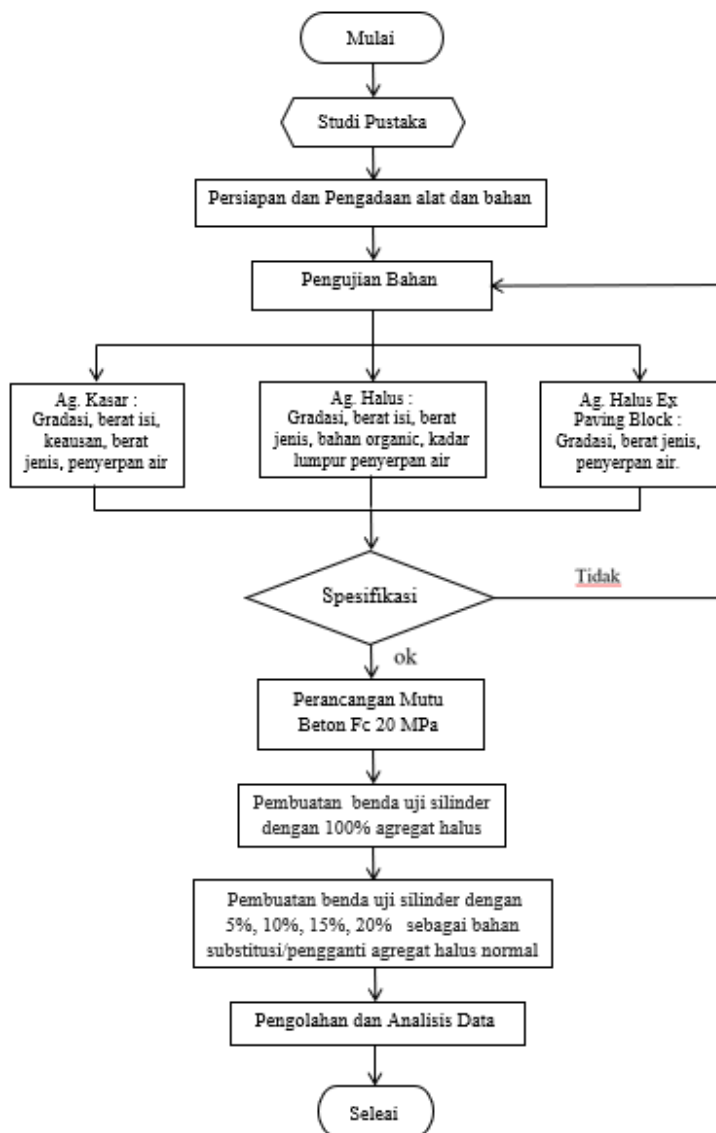 Mulai
Studi Pustaka
Persiapan dan Pengadaan alat dan bahan
Pengujian Bahan
Ag. Kasar :
Gradasi, berat isi,
keausan, berat
jenis, penyerpan air
Ag. Halus :
Gradasi, berat isi, berat
jenis, bahan organic, kadar
lumpur penyerpan air
Ag. Halus Ex
Paving Block :
Gradasi, berat jenis,
penyerpan air.
Spesifikasi
Tidak
ok
Perancangan Mutu
Beton Fc 20 MPa
Pembuatan benda uji silinder
dengan 100% agregat halus
Pembuatan benda uji silinder dengan
5%, 10%, 15%, 20% sebagai bahan
substitusi/pengganti agregat halus normal
Pengolahan dan Analisis Data
Seleai